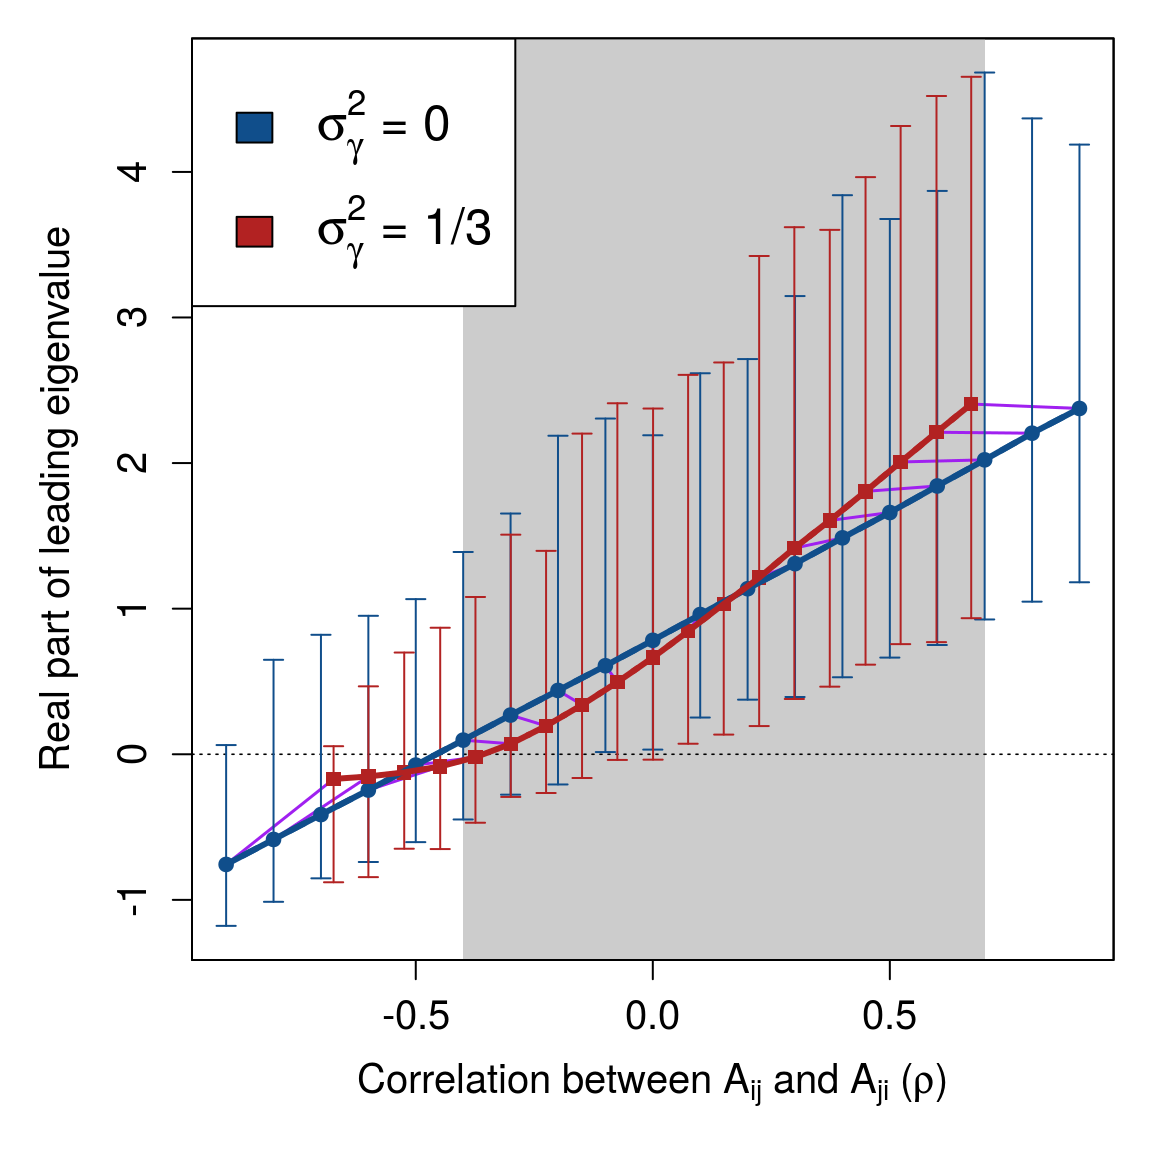 σ²ᵧ = 0
σ²ᵧ = 1/3
4
3
2
1
0
-1
Real part of leading eigenvalue
-0.5 0.0 0.5
Correlation between Aᵢⱼ and Aⱼᵢ (ρ)